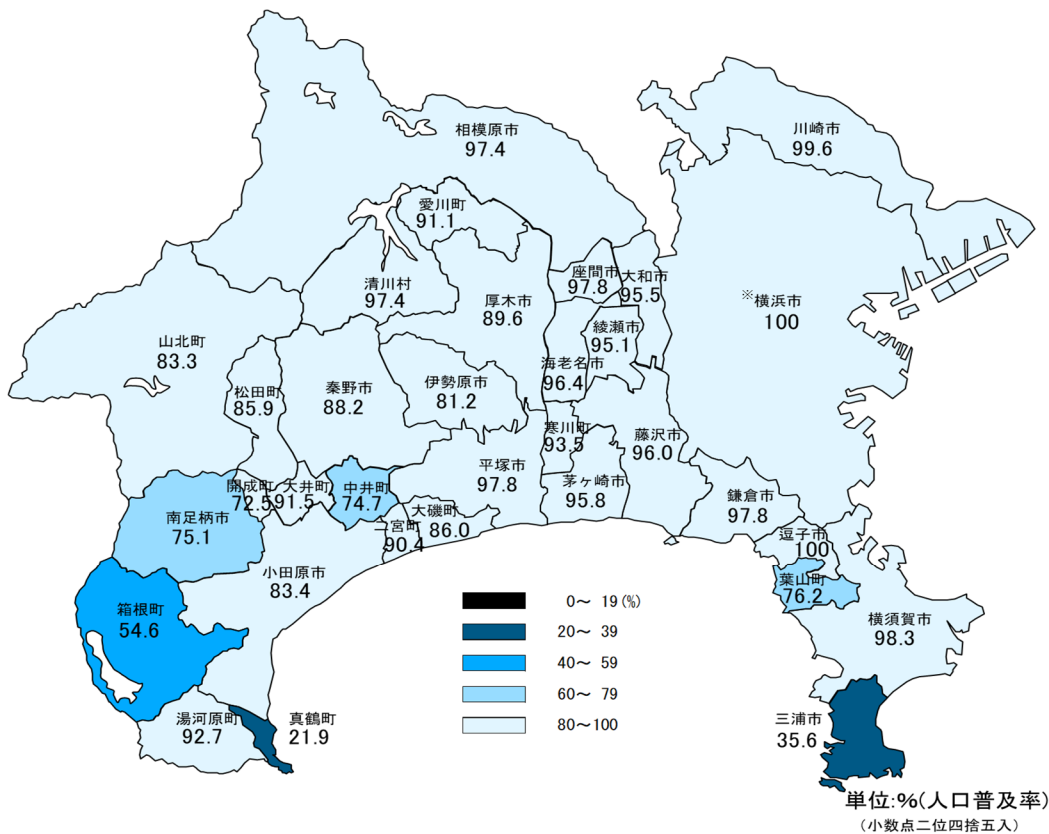 相模原市
97.4
川崎市
99.6
愛川町
91.1
清川村
97.4
厚木市
89.6
座間市
97.8
大和市
95.5
※横浜市
100
綾瀬市
95.1
山北町
83.3
海老名市
96.4
松田町
85.9
秦野市
88.2
伊勢原市
81.2
寒川町
93.5
藤沢市
96.0
平塚市
97.8
茅ヶ崎市
95.8
開成町
72.5
大井町
91.5
中井町
74.7
鎌倉市
97.8
南足柄市
75.1
大磯町
86.0
二宮町
90.4
逗子市
100
小田原市
83.4
葉山町
76.2
箱根町
54.6
横須賀市
98.3
0～ 19(%)
20～ 39
40～ 59
60～ 79
80～100
湯河原町
92.7
真鶴町
21.9
三浦市
35.6
単位:%(人口普及率)
(小数点二位四捨五入)